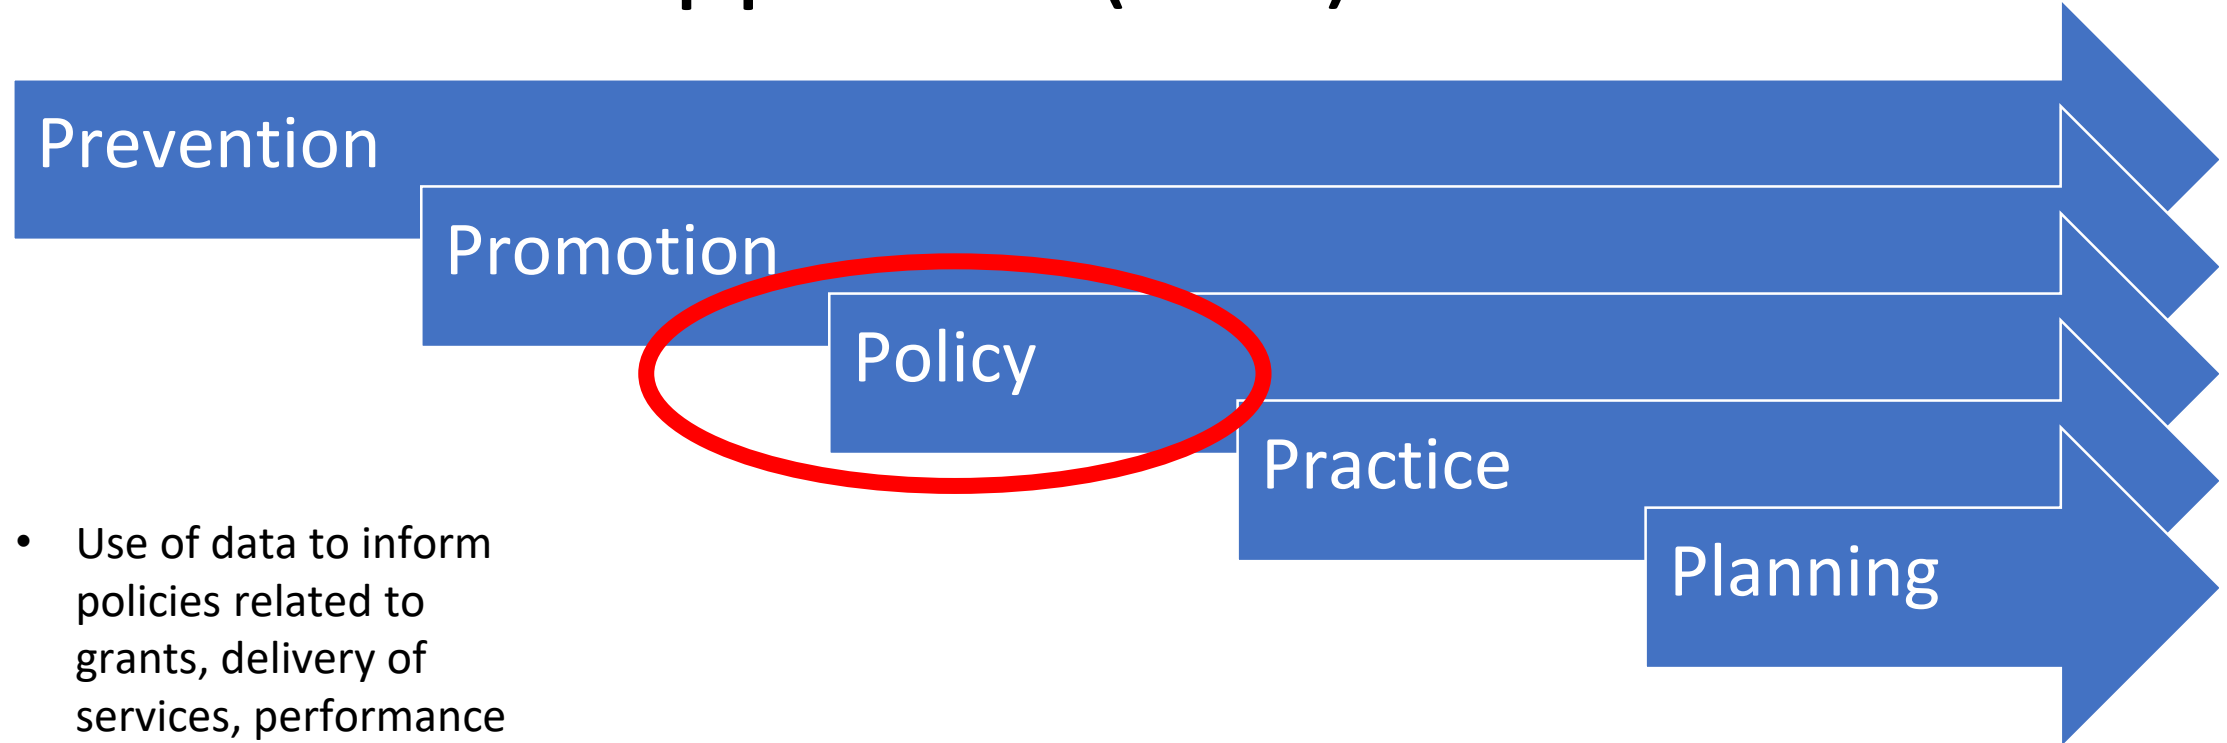 Prevention
Promotion
Policy
Practice
Planning
• Use of data to inform
policies related to
grants, delivery of
services, performance